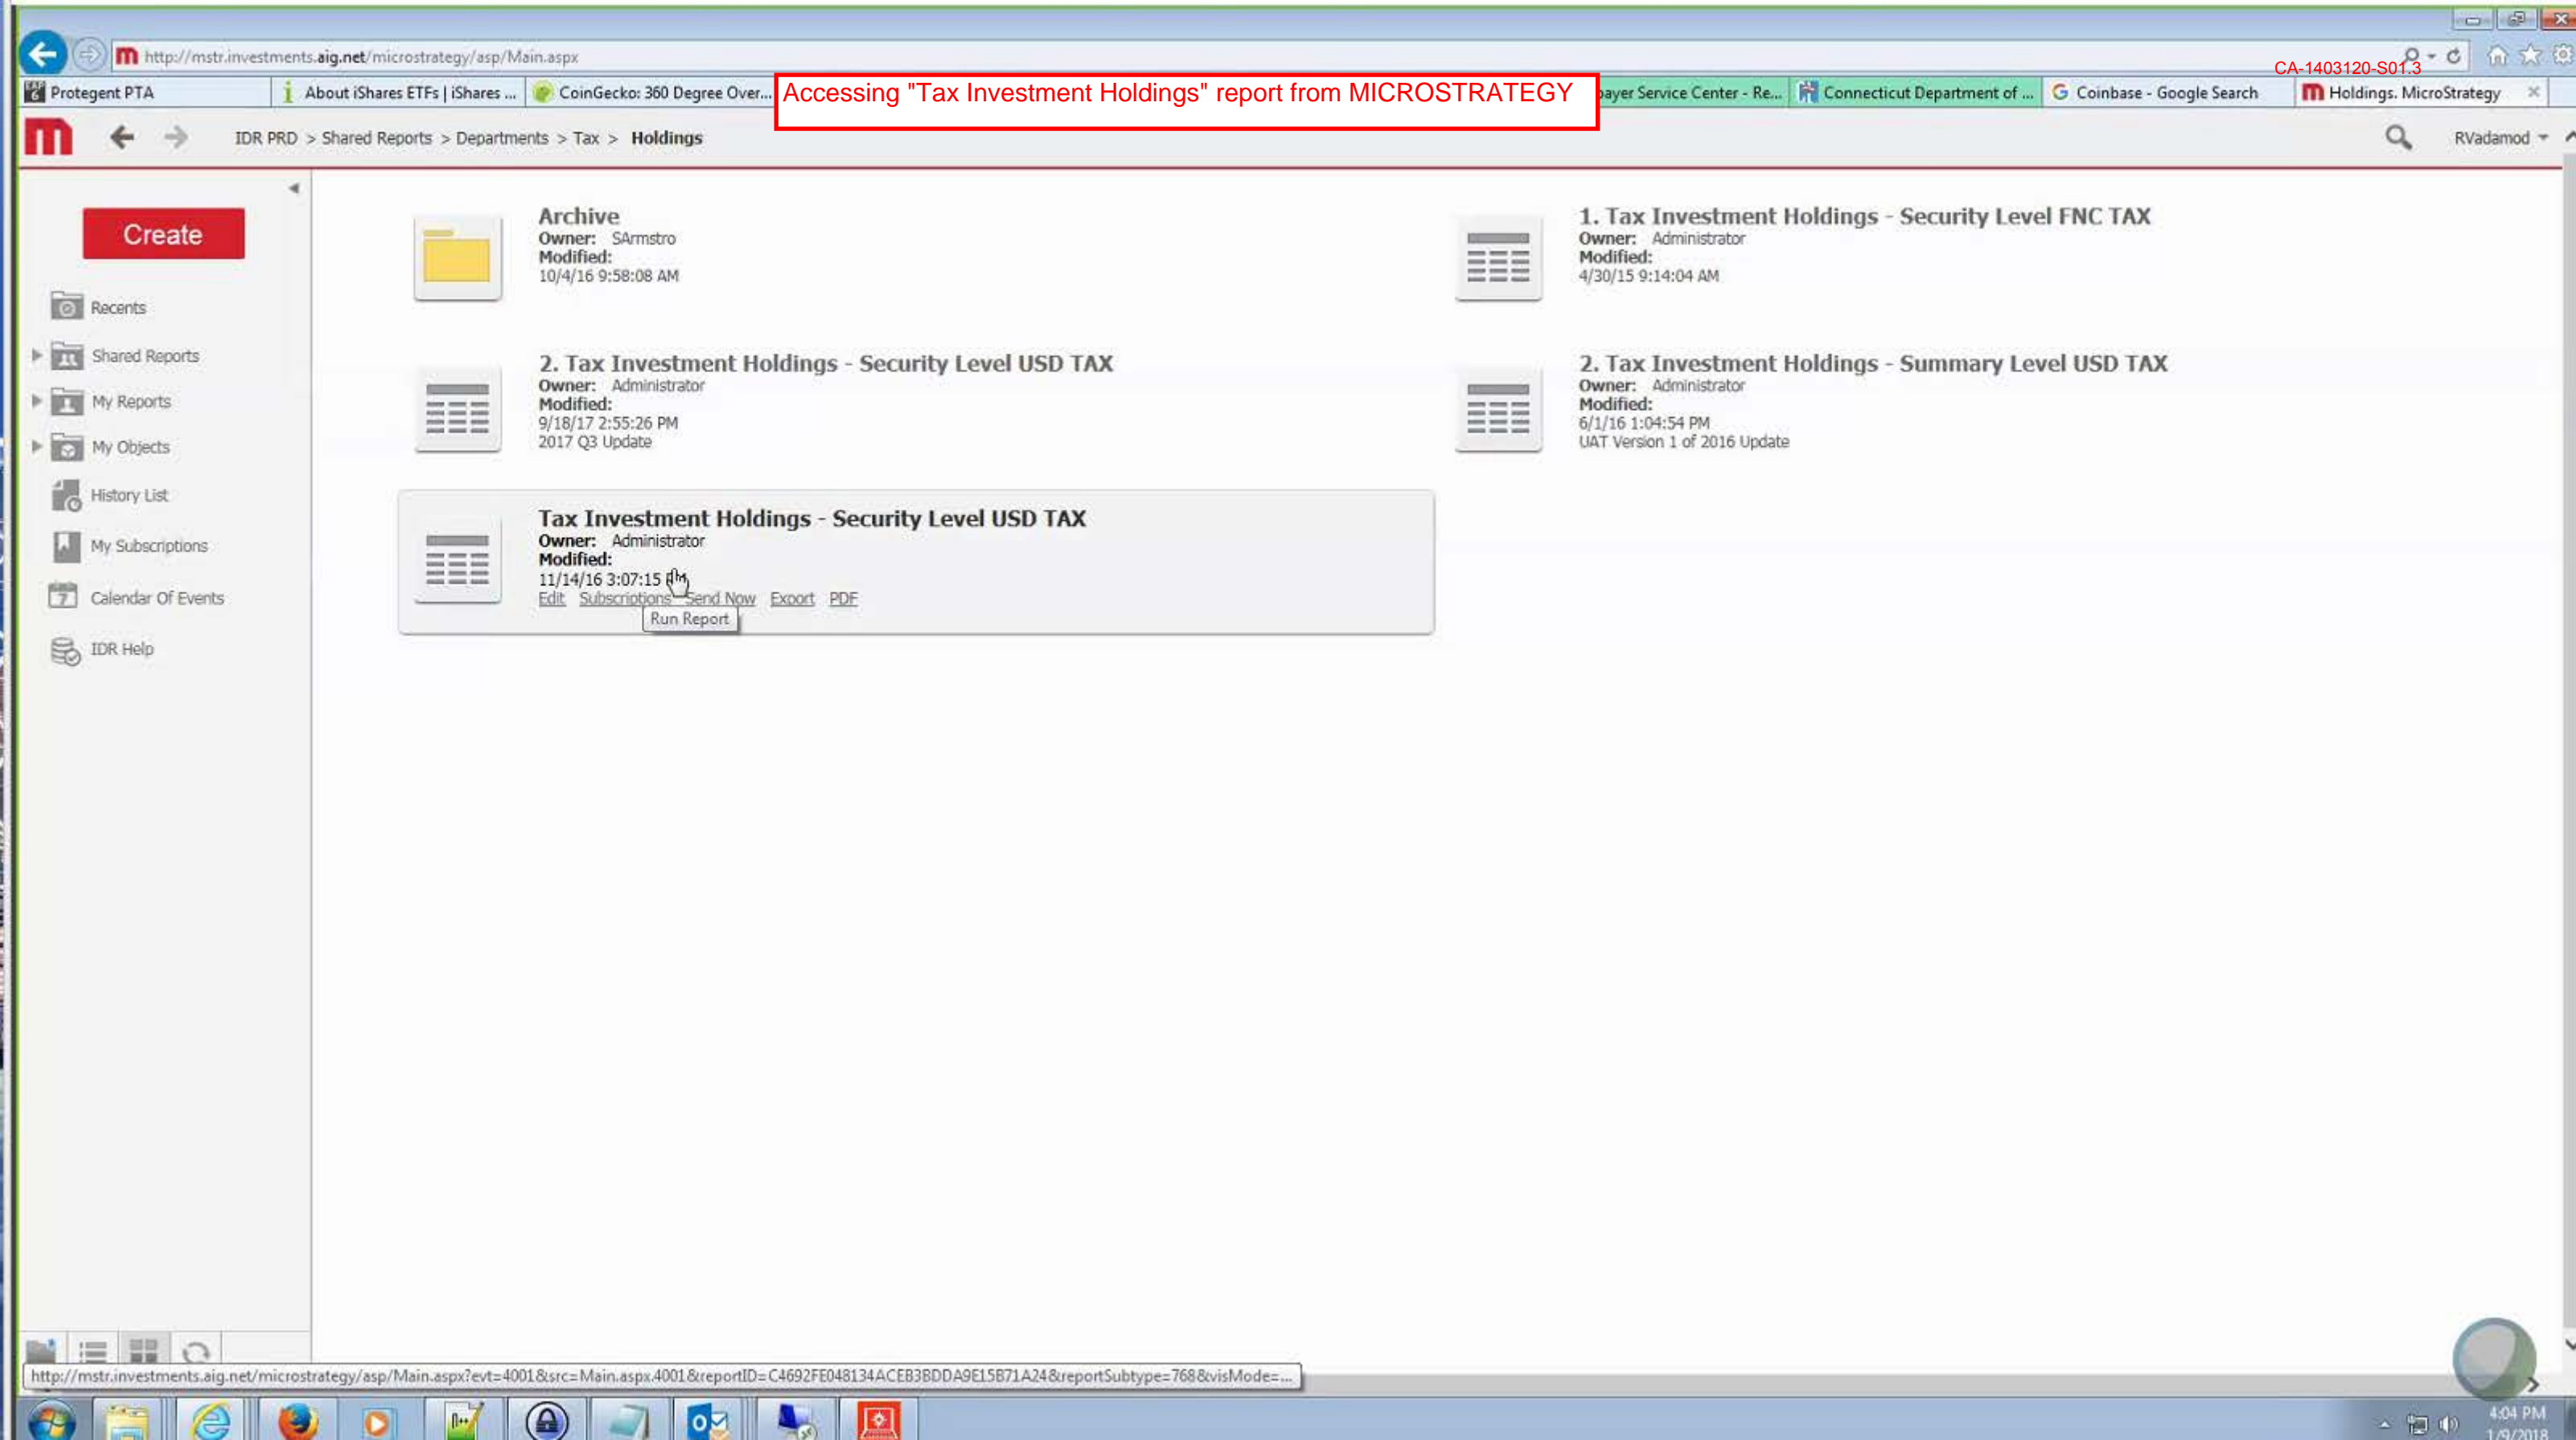 http://mstr.investments.aig.net/microstrategy/asp/Main.aspx
CA-1403120-S01.3
Protegent PTA
About iShares ETFs | iShares ...
CoinGecko: 360 Degree Over...
Accessing "Tax Investment Holdings" report from MICROSTRATEGY
payer Service Center - Re...
Connecticut Department of ...
Coinbase - Google Search
Holdings. MicroStrategy
IDR PRD > Shared Reports > Departments > Tax > Holdings
RVadamod
Create
Recents
Shared Reports
My Reports
My Objects
History List
My Subscriptions
Calendar Of Events
IDR Help
Archive
Owner: SArmstro
Modified:
10/4/16 9:58:08 AM
1. Tax Investment Holdings - Security Level FNC TAX
Owner: Administrator
Modified:
4/30/15 9:14:04 AM
2. Tax Investment Holdings - Security Level USD TAX
Owner: Administrator
Modified:
9/18/17 2:55:26 PM
2017 Q3 Update
2. Tax Investment Holdings - Summary Level USD TAX
Owner: Administrator
Modified:
6/1/16 1:04:54 PM
UAT Version 1 of 2016 Update
Tax Investment Holdings - Security Level USD TAX
Owner: Administrator
Modified:
11/14/16 3:07:15
Edit Subscriptions Send Now Export PDF
Run Report
http://mstr.investments.aig.net/microstrategy/asp/Main.aspx?evt=4001&src=Main.aspx.4001&reportID=C4692FE048134ACEB3BDDA9E15B71A24&reportSubtype=768&visMode=...
4:04 PM
1/9/2018